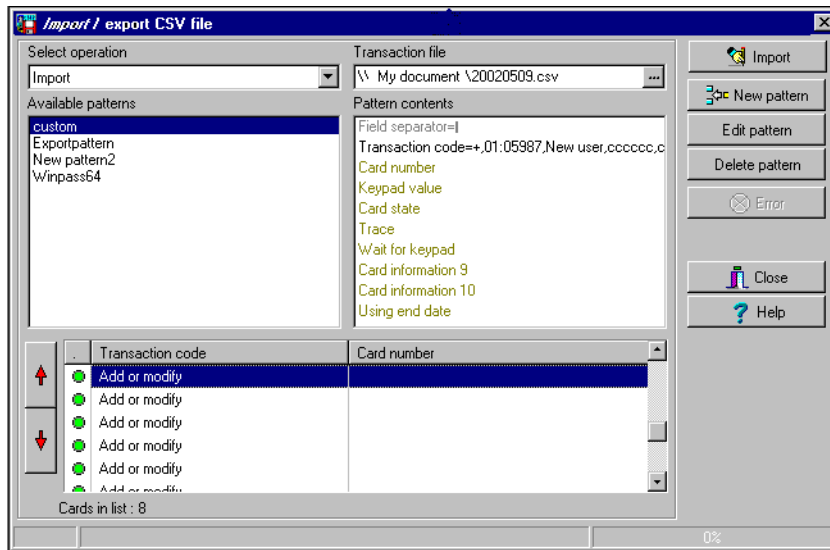 Import / export CSV file
Select operation
Import
Available patterns
custom
Exportpattern
New pattern2
Winpass64
Transaction file
\\ My document \20020509.csv
...
Pattern contents
Field separator=|
Transaction code=+,01:05987,New user,cccccc,c
Card number
Keypad value
Card state
Trace
Wait for keypad
Card information 9
Card information 10
Using end date
Import
New pattern
Edit pattern
Delete pattern
Error
Close
Help
. Transaction code Card number
Add or modify
Add or modify
Add or modify
Add or modify
Add or modify
Add or modify
Cards in list : 8
0%